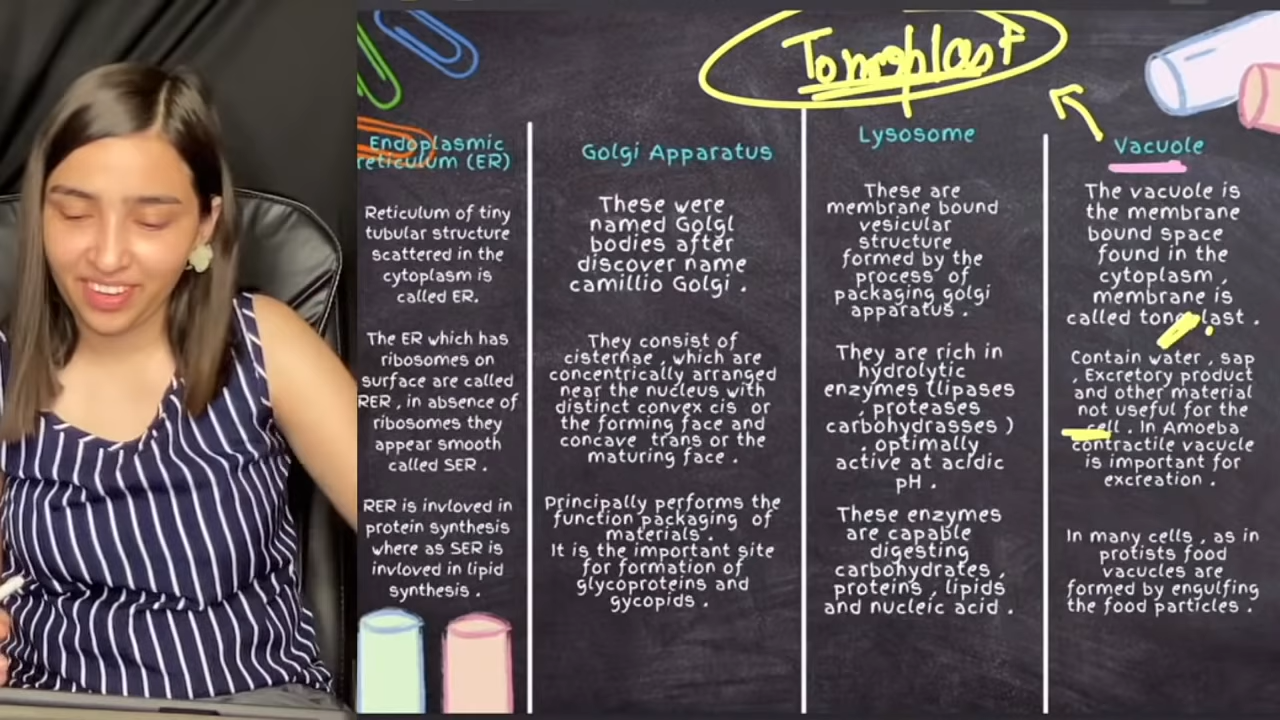 Tonoplast
Endoplasmic
reticulum (ER)
Reticulum of tiny
tubular structure
scattered in the
cytoplasm is
called ER.
The ER which has
ribosomes on
surface are called
RER , in absence of
ribosomes they
appear smooth
called SER .
RER is invloved in
protein synthesis
where as SER is
invloved in lipid
synthesis .
Golgi Apparatus
These were
named Golgl
bodies after
discover name
camillio Golgi .
They consist of
cisternae , which are
concentrically arranged
near the nucleus with
distinct convex cis or
the forming face and
concave trans or the
maturing face .
Principally performs the
function packaging of
materials .
It is the important site
for formation of
glycoproteins and
gycopids .
Lysosome
These are
membrane bound
vesicular
structure
formed by the
process of
packaging golgi
apparatus .
They are rich in
hydrolytic
enzymes (lipases
, proteases
carbohydrasses )
, optimally
active at acidic
pH .
These enzymes
are capable
digesting
carbohydrates ,
proteins , lipids
and nucleic acid .
Vacuole
The vacuole is
the membrane
bound space
found in the
cytoplasm ,
membrane is
called tonoplast .
Contain water , sap
, Excretory product
and other material
not useful for the
cell . In Amoeba
contractile vacucle
is important for
excreation .
In many cells , as in
protists food
vacucles are
formed by engulfing
the food particles .